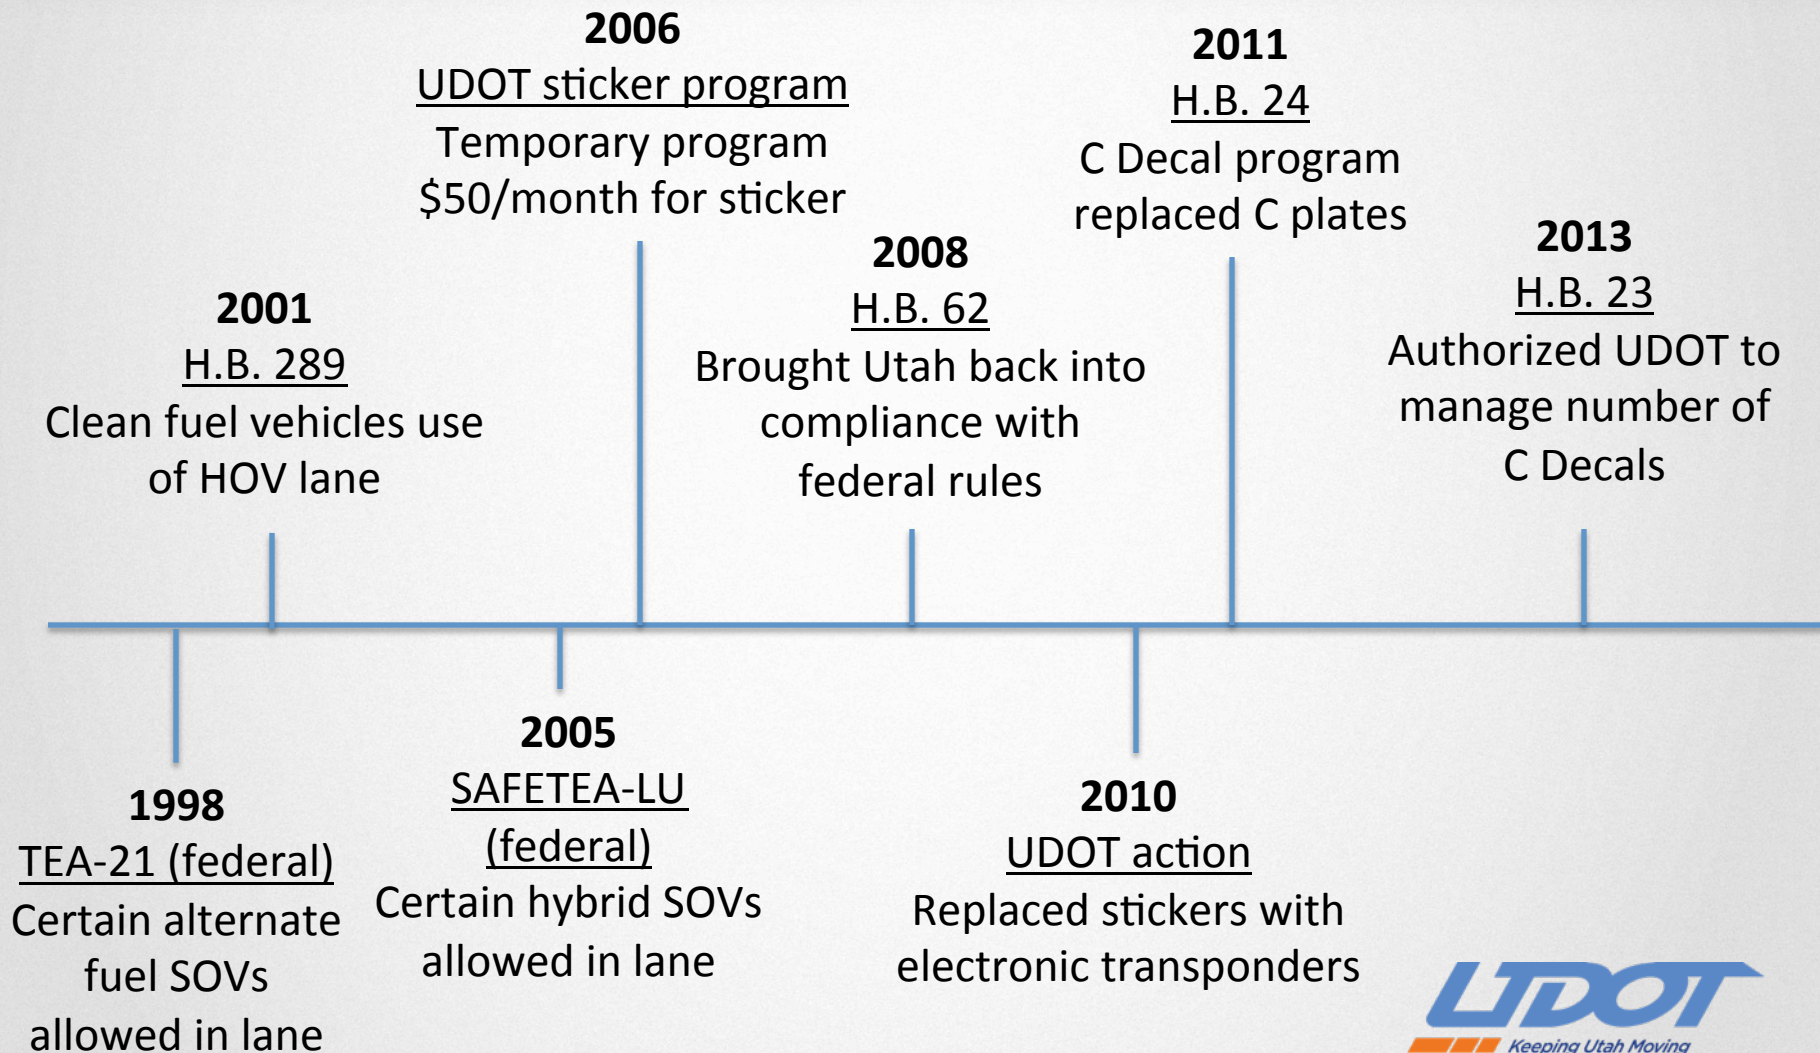 2006
UDOT sticker program
Temporary program
$50/month for sticker
2011
H.B. 24
C Decal program
replaced C plates
2001
H.B. 289
Clean fuel vehicles use
of HOV lane
2008
H.B. 62
Brought Utah back into
compliance with
federal rules
2013
H.B. 23
Authorized UDOT to
manage number of
C Decals
1998
TEA-21 (federal)
Certain alternate
fuel SOVs
allowed in lane
2005
SAFETEA-LU
(federal)
Certain hybrid SOVs
allowed in lane
2010
UDOT action
Replaced stickers with
electronic transponders
UDOT
Keeping Utah Moving